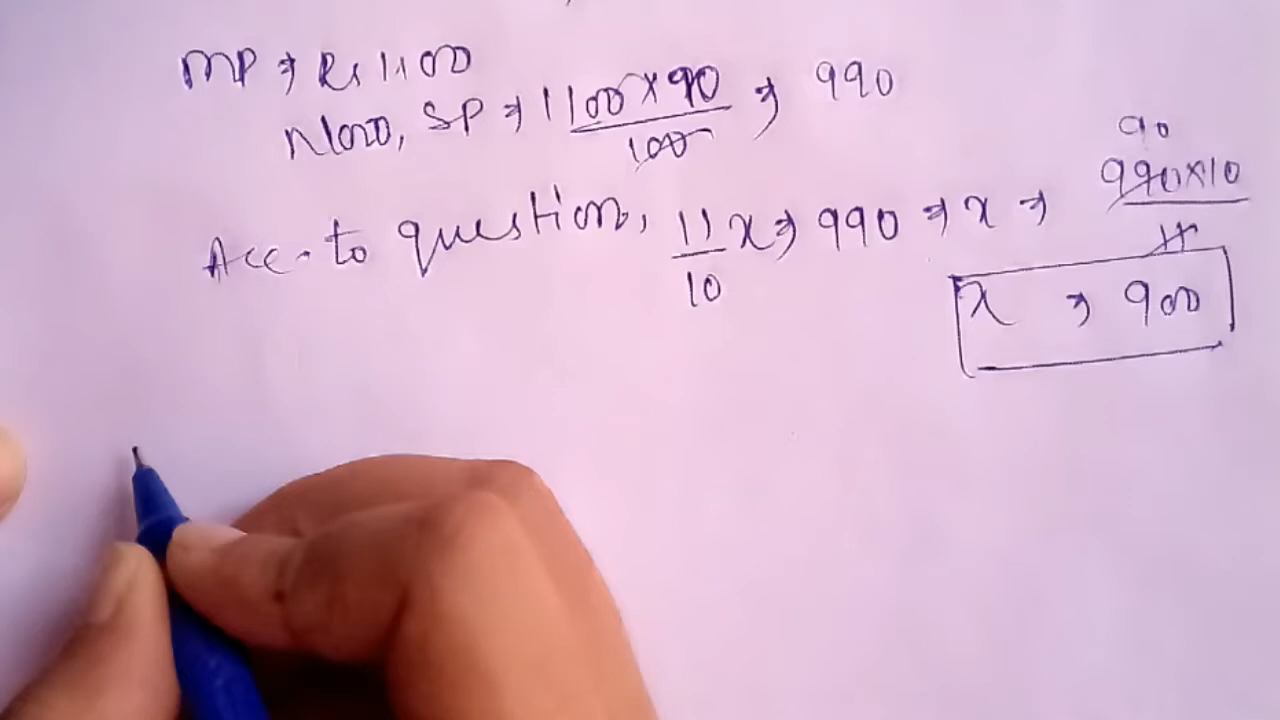 MP ⇒ Rs 1100
Now, SP ⇒ 1100×90/100 ⇒ 990
Acc. to question, 11/10 x ⇒ 990 ⇒ x ⇒ 990×10/11
90
x ⇒ 900